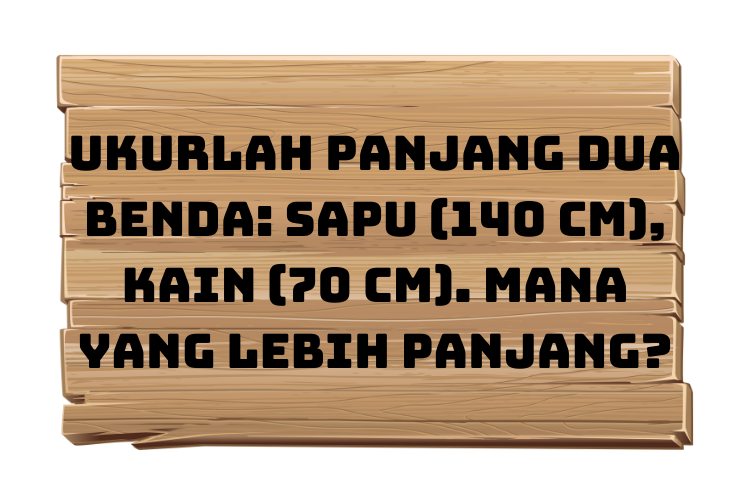 UKURLAH PANJANG DUA
BENDA: SAPU (140 CM),
KAIN (70 CM). MANA
YANG LEBIH PANJANG?